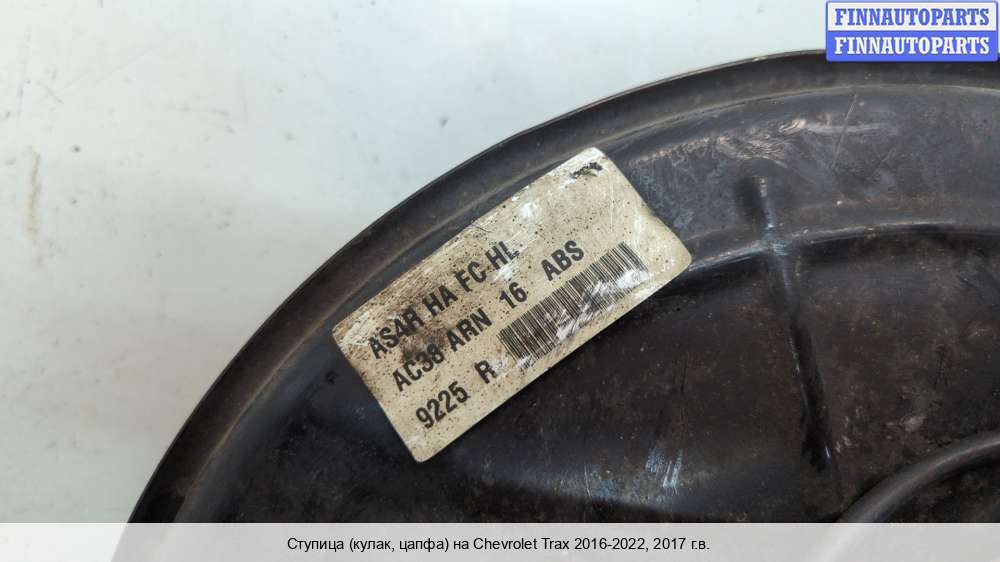 FINNAUTOPARTS
FINNAUTOPARTS
AS4R HA FC HL
AC38 ARN 16 ABS
9225 R
Ступица (кулак, цапфа) на Chevrolet Trax 2016-2022, 2017 г.в.